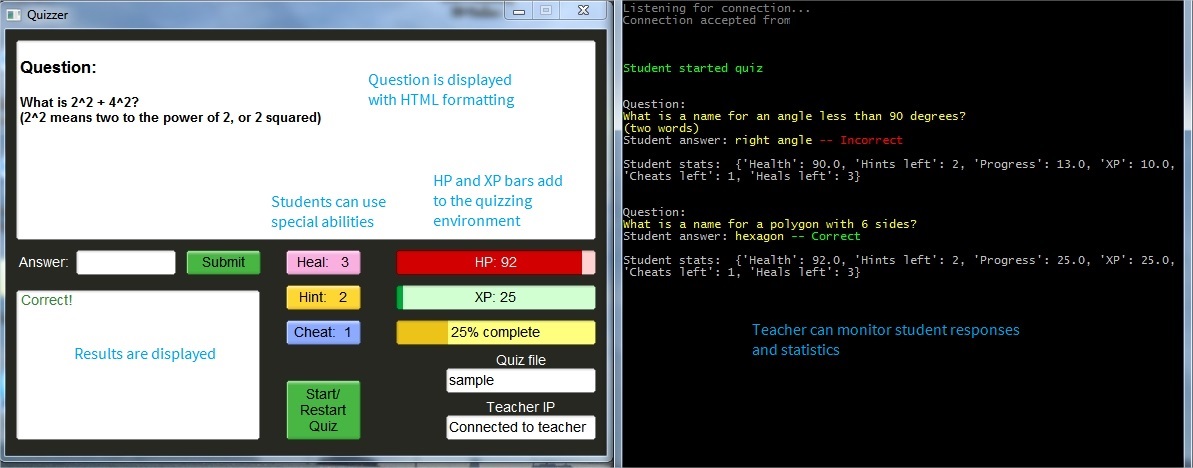 Quizzer
Question:
What is 2^2 + 4^2?
(2^2 means two to the power of 2, or 2 squared)
Question is displayed
with HTML formatting
Students can use
special abilities
HP and XP bars add
to the quizzing
environment
Answer:
Submit
Heal: 3
HP: 92
Correct!
Hint: 2
XP: 25
Cheat: 1
25% complete
Results are displayed
Quiz file
sample
Start/
Restart
Quiz
Teacher IP
Connected to teacher
Listening for connection...
Connection accepted from
Student started quiz
Question:
What is a name for an angle less than 90 degrees?
(two words)
Student answer: right angle -- Incorrect
Student stats:  {'Health': 90.0, 'Hints left': 2, 'Progress': 13.0, 'XP': 10.0,
'Cheats left': 1, 'Heals left': 3}
Question:
What is a name for a polygon with 6 sides?
Student answer: hexagon -- Correct
Student stats:  {'Health': 92.0, 'Hints left': 2, 'Progress': 25.0, 'XP': 25.0,
'Cheats left': 1, 'Heals left': 3}
Teacher can monitor student responses
and statistics